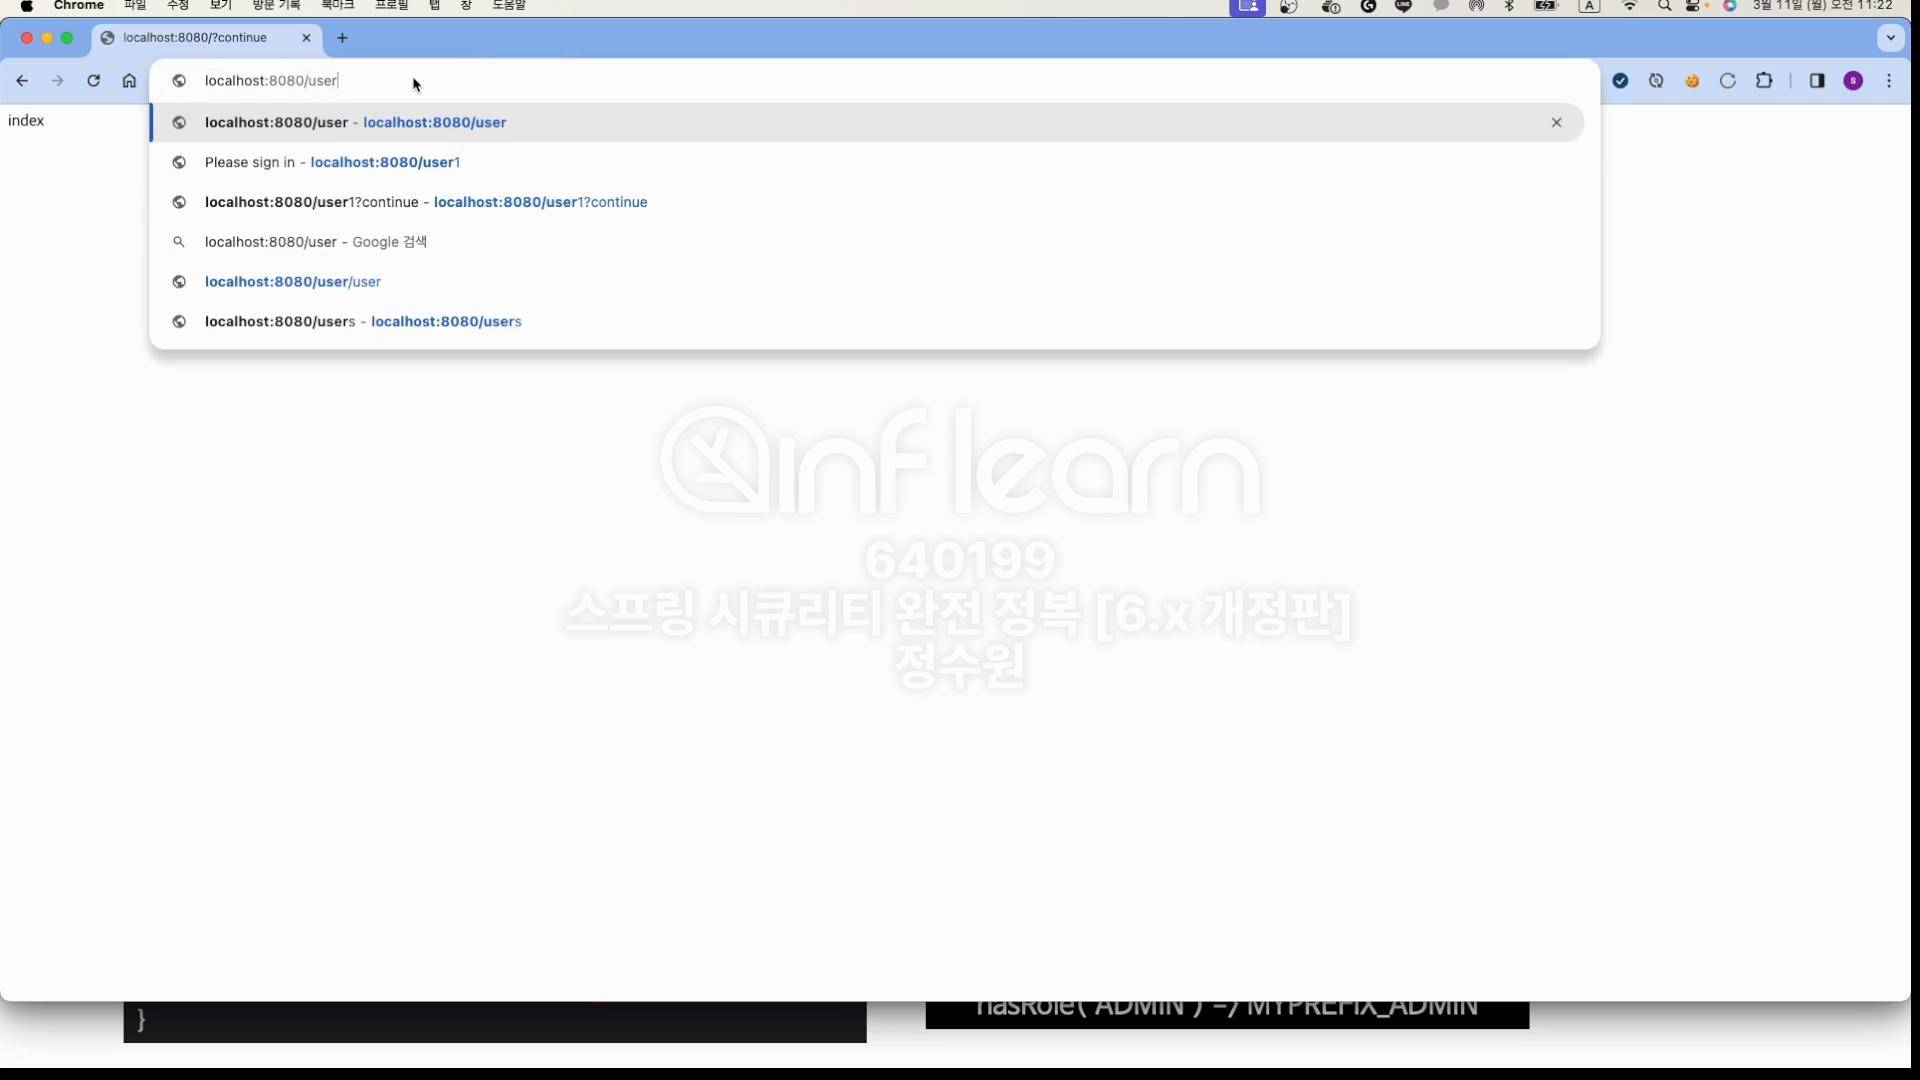 Chrome 파일 수정 보기 방문 기록 북마크 프로필 탭 창 도움말 A 3월 11일 (월) 오전 11:22
localhost:8080/?continue
localhost:8080/user
s
index
localhost:8080/user - localhost:8080/user
Please sign in - localhost:8080/user1
localhost:8080/user1?continue - localhost:8080/user1?continue
localhost:8080/user - Google 검색
localhost:8080/user/user
localhost:8080/users - localhost:8080/users
inflearn
640199
스프링 시큐리티 완전 정복 [6.x 개정판]
정수원
}
hasRole("ADMIN") => MYPREFIX_ADMIN